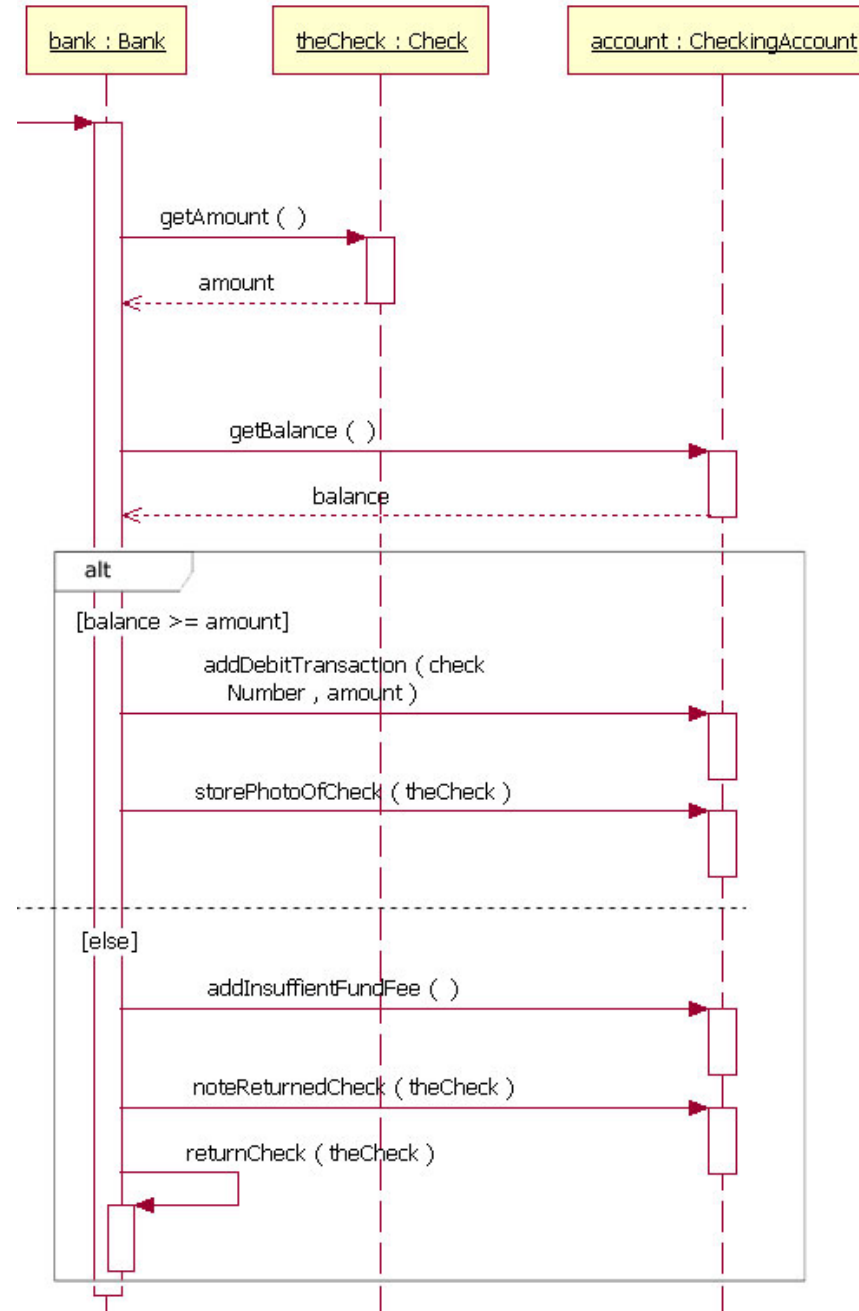 bank : Bank
theCheck : Check
account : CheckingAccount
getAmount ( )
amount
getBalance ( )
balance
alt
[balance >= amount]
addDebitTransaction ( check
Number , amount )
storePhotoOfCheck ( theCheck )
[else]
addInsuffientFundFee ( )
noteReturnedCheck ( theCheck )
returnCheck ( theCheck )